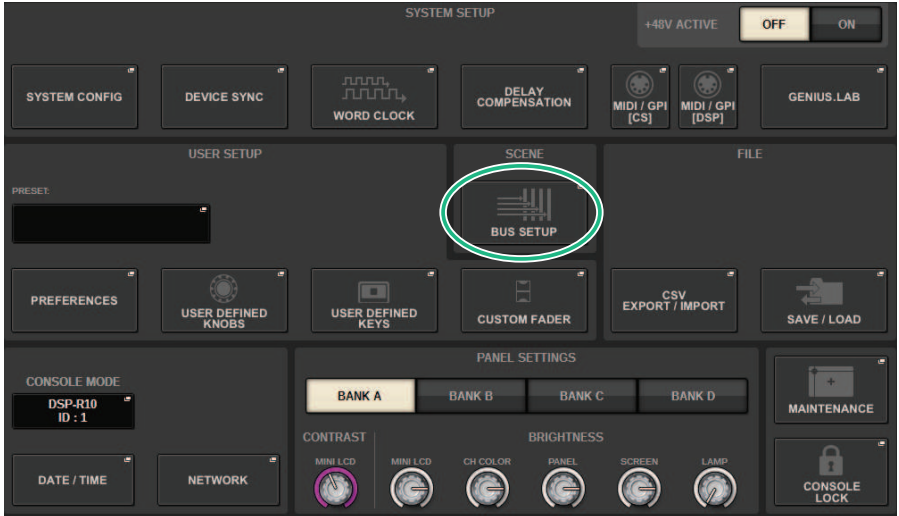 SYSTEM SETUP
+48V ACTIVE
OFF
ON
SYSTEM CONFIG
DEVICE SYNC
WORD CLOCK
DELAY
COMPENSATION
MIDI / GPI
[CS]
MIDI / GPI
[DSP]
GENIUS.LAB
USER SETUP
SCENE
FILE
PRESET:
BUS SETUP
PREFERENCES
USER DEFINED
KNOBS
USER DEFINED
KEYS
CUSTOM FADER
CSV
EXPORT / IMPORT
SAVE / LOAD
CONSOLE MODE
DSP-R10
ID : 1
DATE / TIME
NETWORK
PANEL SETTINGS
BANK A
BANK B
BANK C
BANK D
CONTRAST
BRIGHTNESS
MINI LCD
MINI LCD
CH COLOR
PANEL
SCREEN
LAMP
MAINTENANCE
CONSOLE
LOCK